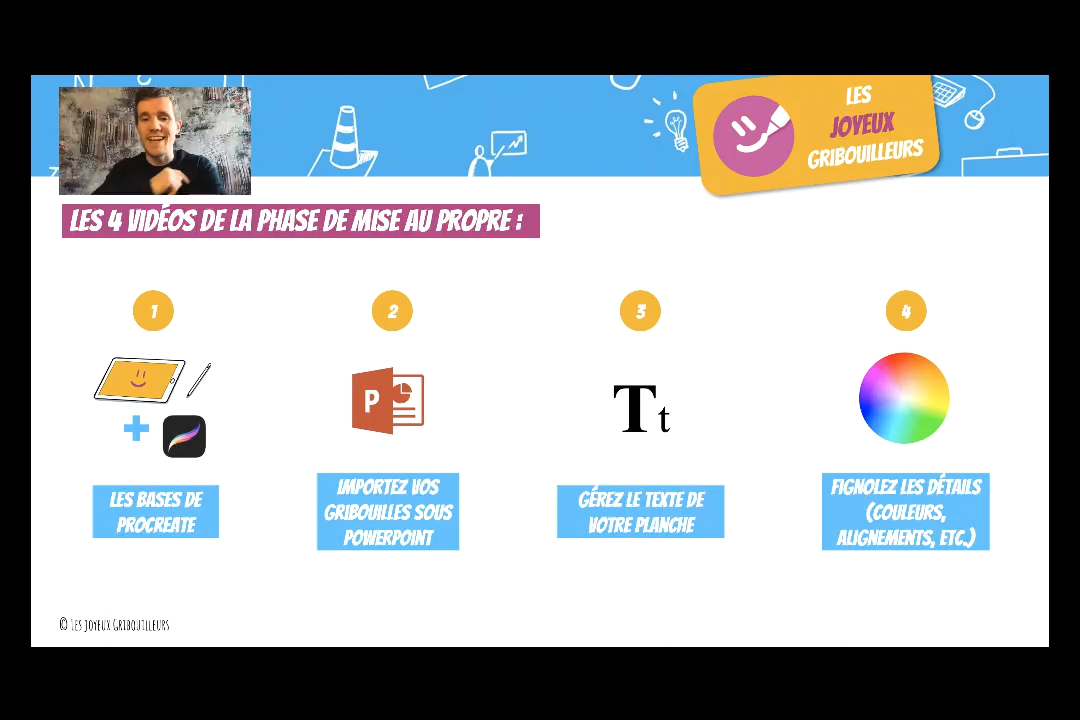 LES
JOYEUX
GRIBOUILLEURS
LES 4 VIDÉOS DE LA PHASE DE MISE AU PROPRE :
1
2
3
4
P
Tt
LES BASES DE
PROCREATE
IMPORTEZ VOS
GRIBOUILLES SOUS
POWERPOINT
GÉREZ LE TEXTE DE
VOTRE PLANCHE
FIGNOLEZ LES DÉTAILS
(COULEURS,
ALIGNEMENTS, ETC.)
© LES JOYEUX GRIBOUILLEURS